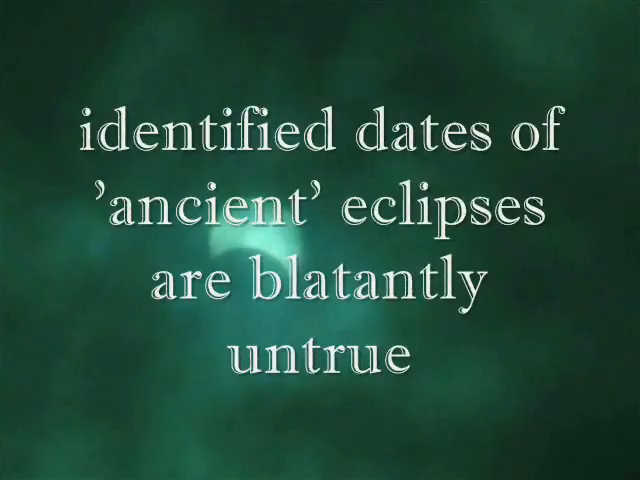 identified dates of
’ancient’ eclipses
are blatantly
untrue